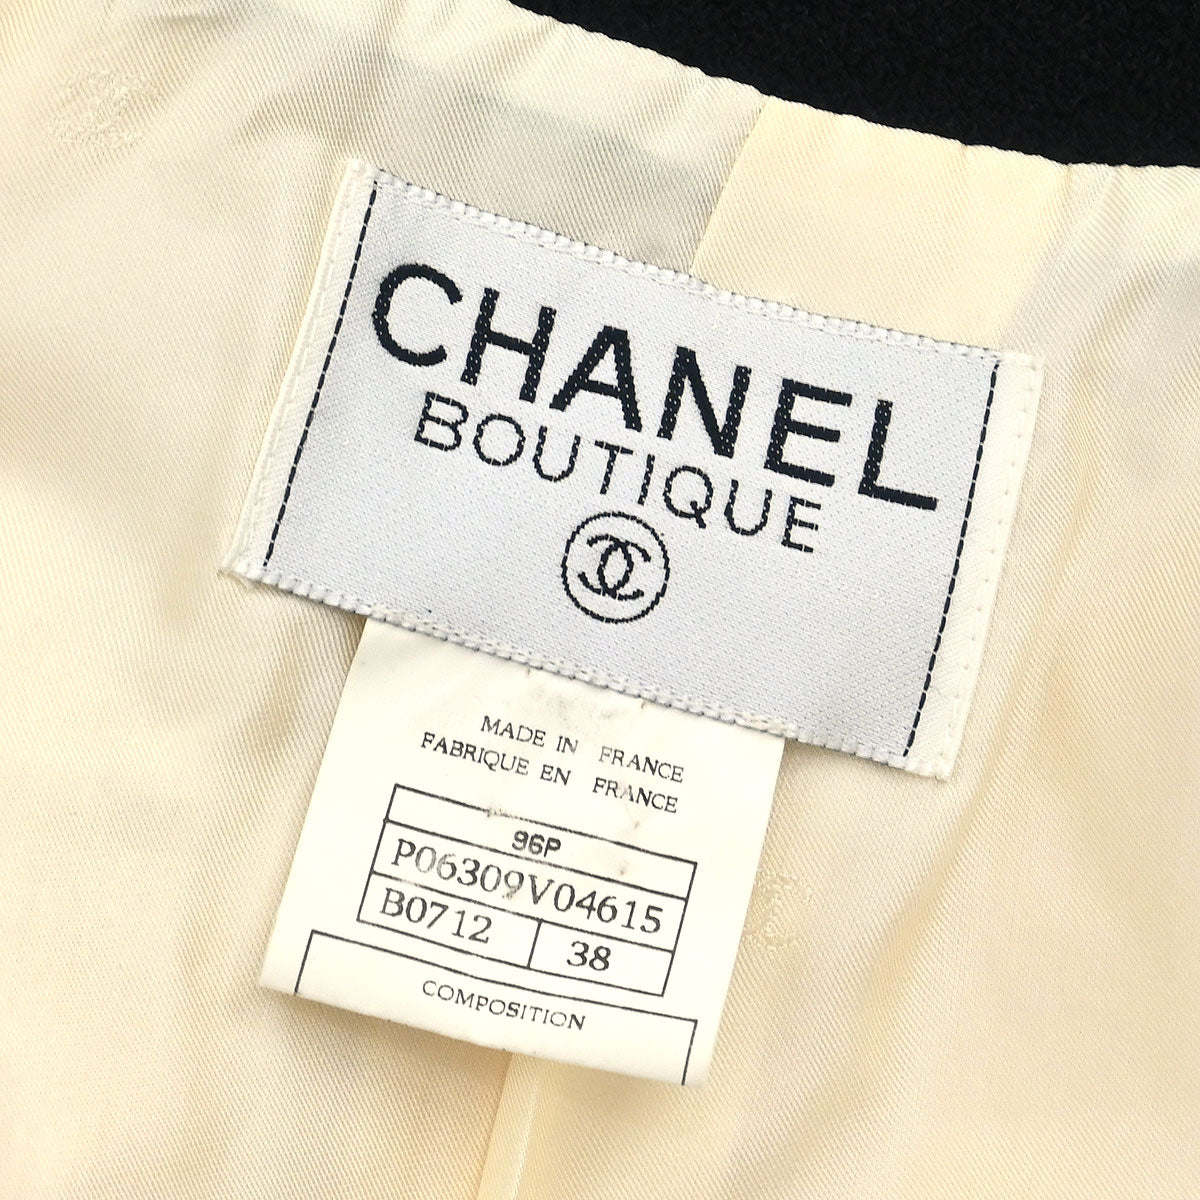 CHANEL
BOUTIQUE
MADE IN FRANCE
FABRIQUE EN FRANCE
96P
P06309V04615
B0712 38
COMPOSITION